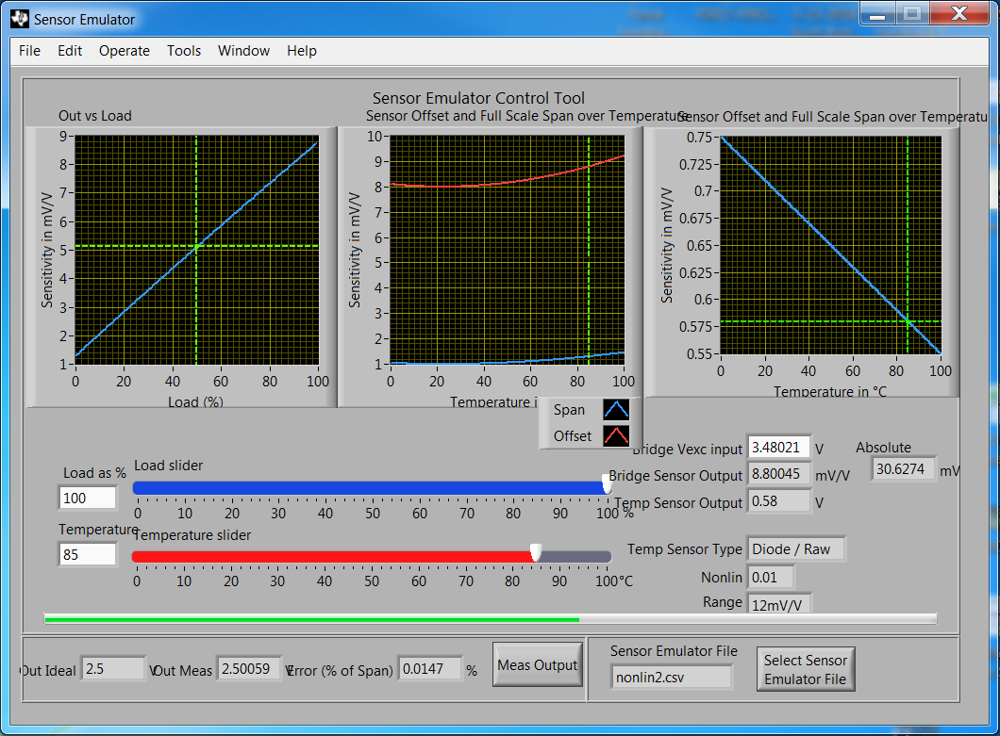 Sensor Emulator
File Edit Operate Tools Window Help
Sensor Emulator Control Tool
Out vs Load
Sensor Offset and Full Scale Span over Temperature
Sensor Offset and Full Scale Span over Temperatu
Sensitivity in mV/V
9
8
7
6
5
4
3
2
1
0 20 40 60 80 100
Load (%)
Sensitivity in mV/V
10
9
8
7
6
5
4
3
2
1
0 20 40 60 80 100
Temperature i
Span
Offset
Sensitivity in mV/V
0.75
0.725
0.7
0.675
0.65
0.625
0.6
0.575
0.55
0 20 40 60 80 100
Temperature in °C
Load as %
100
Load slider
0 10 20 30 40 50 60 70 80 90 100 %
Temperature
85
Temperature slider
0 10 20 30 40 50 60 70 80 90 100°C
Bridge Vexc input 3.48021 V
Bridge Sensor Output 8.80045 mV/V
Temp Sensor Output 0.58 V
Absolute
30.6274 mV
Temp Sensor Type Diode / Raw
Nonlin 0.01
Range 12mV/V
Out Ideal 2.5 V
Out Meas 2.50059 V
Error (% of Span) 0.0147 %
Meas Output
Sensor Emulator File
nonlin2.csv
Select Sensor
Emulator File